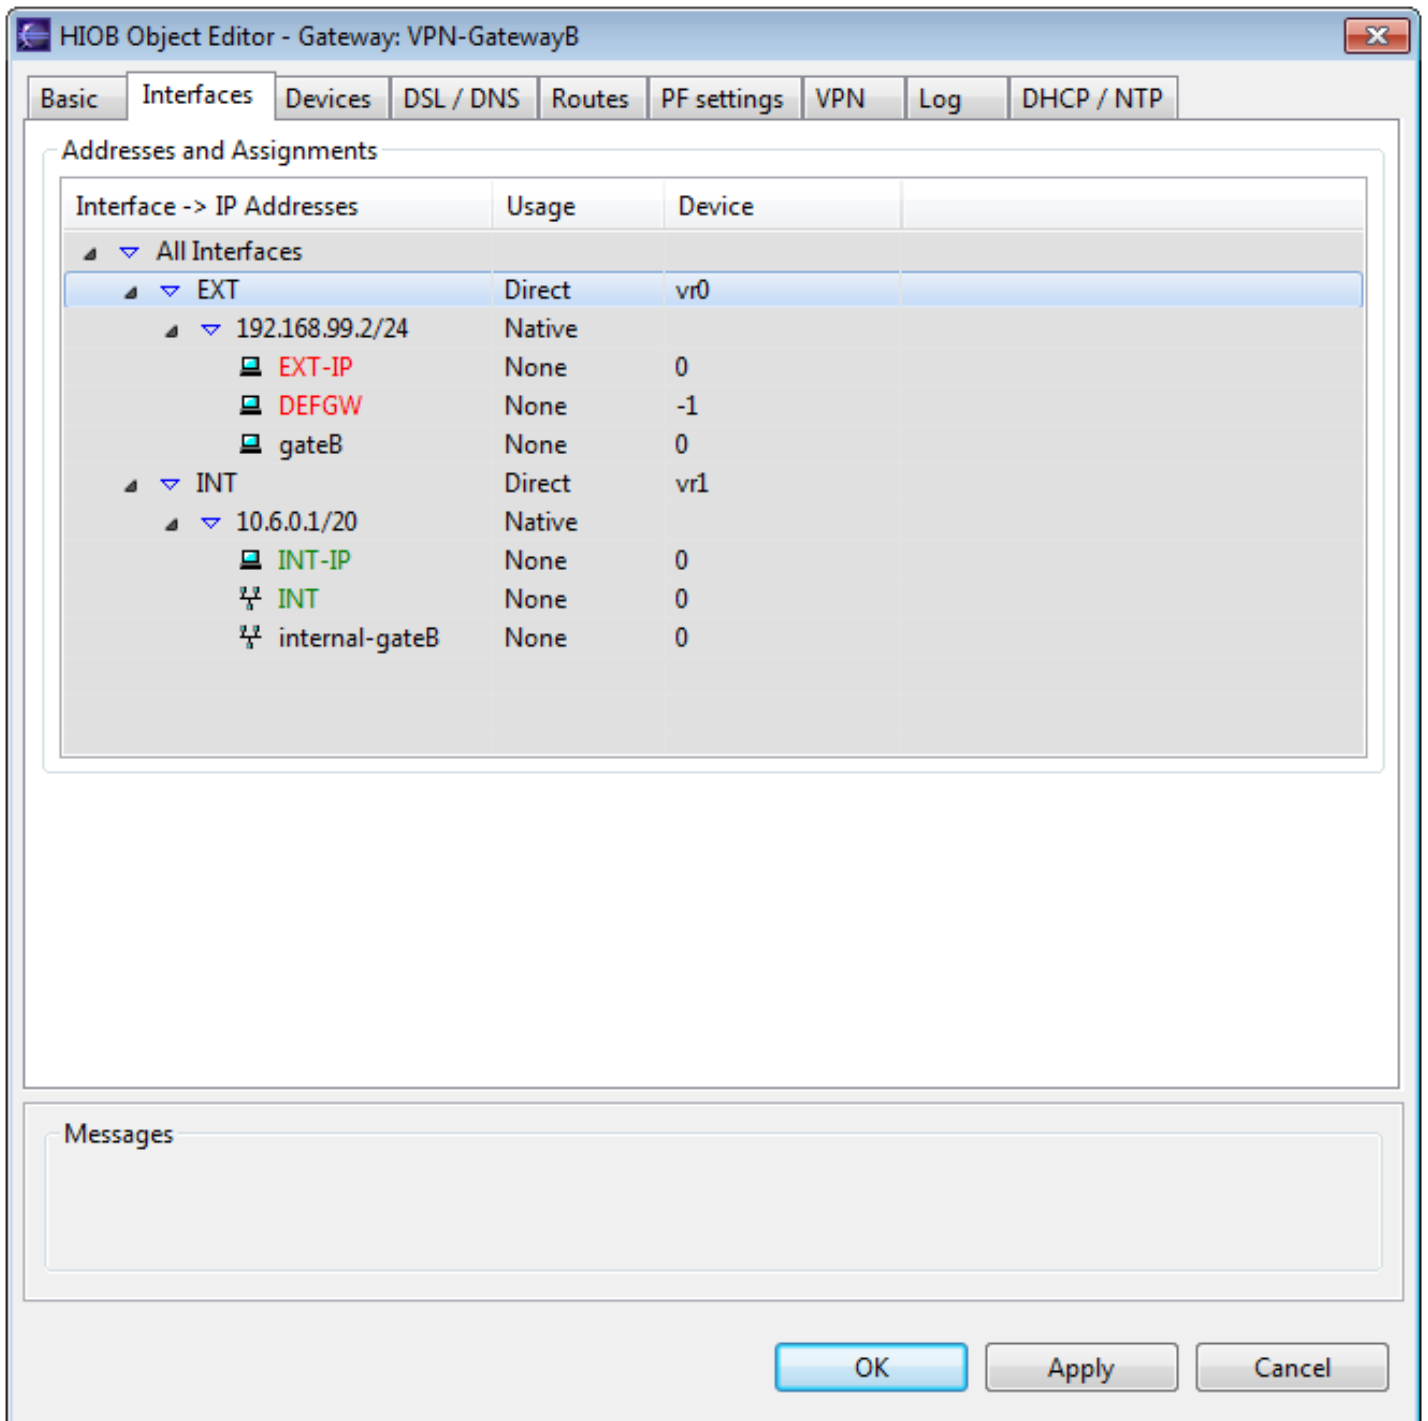 HIOB Object Editor - Gateway: VPN-GatewayB
Basic Interfaces Devices DSL / DNS Routes PF settings VPN Log DHCP / NTP
Addresses and Assignments
Interface -> IP Addresses Usage Device
All Interfaces
EXT Direct vr0
192.168.99.2/24 Native
EXT-IP None 0
DEFGW None -1
gateB None 0
INT Direct vr1
10.6.0.1/20 Native
INT-IP None 0
INT None 0
internal-gateB None 0
Messages
OK Apply Cancel